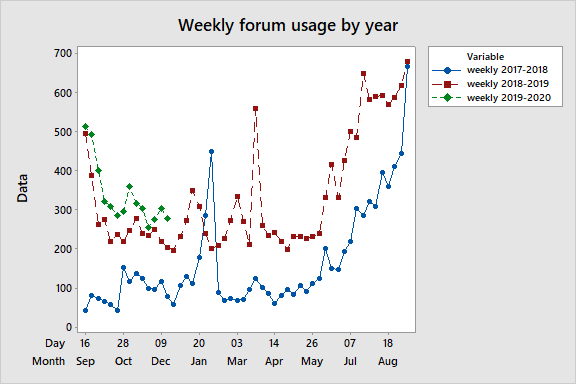 Weekly forum usage by year
Variable
weekly 2017-2018
weekly 2018-2019
weekly 2019-2020
Data
700
600
500
400
300
200
100
0
Day 16 28 09 20 03 14 26 07 18
Month Sep Oct Dec Jan Mar Apr May Jul Aug